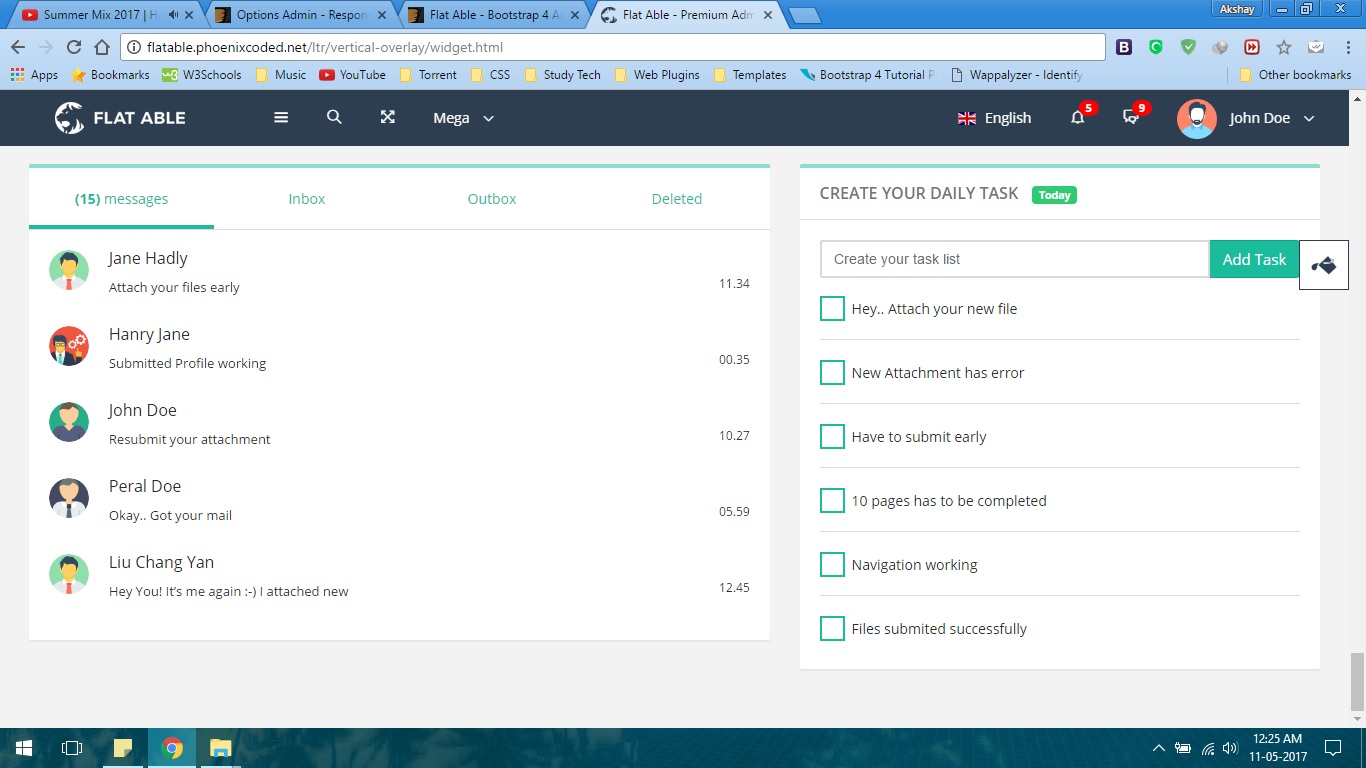 Summer Mix 2017 | H
Options Admin - Respon
Flat Able - Bootstrap 4 A
Flat Able - Premium Adm
Akshay
flatable.phoenixcoded.net/ltr/vertical-overlay/widget.html
Apps
Bookmarks
W3Schools
Music
YouTube
Torrent
CSS
Study Tech
Web Plugins
Templates
Bootstrap 4 Tutorial P
Wappalyzer - Identify
Other bookmarks
FLAT ABLE
Mega
English
5
9
John Doe
(15) messages
Inbox
Outbox
Deleted
Jane Hadly
Attach your files early
11.34
Hanry Jane
Submitted Profile working
00.35
John Doe
Resubmit your attachment
10.27
Peral Doe
Okay.. Got your mail
05.59
Liu Chang Yan
Hey You! It’s me again :-) I attached new
12.45
CREATE YOUR DAILY TASK Today
Create your task list
Add Task
Hey.. Attach your new file
New Attachment has error
Have to submit early
10 pages has to be completed
Navigation working
Files submited successfully
12:25 AM
11-05-2017